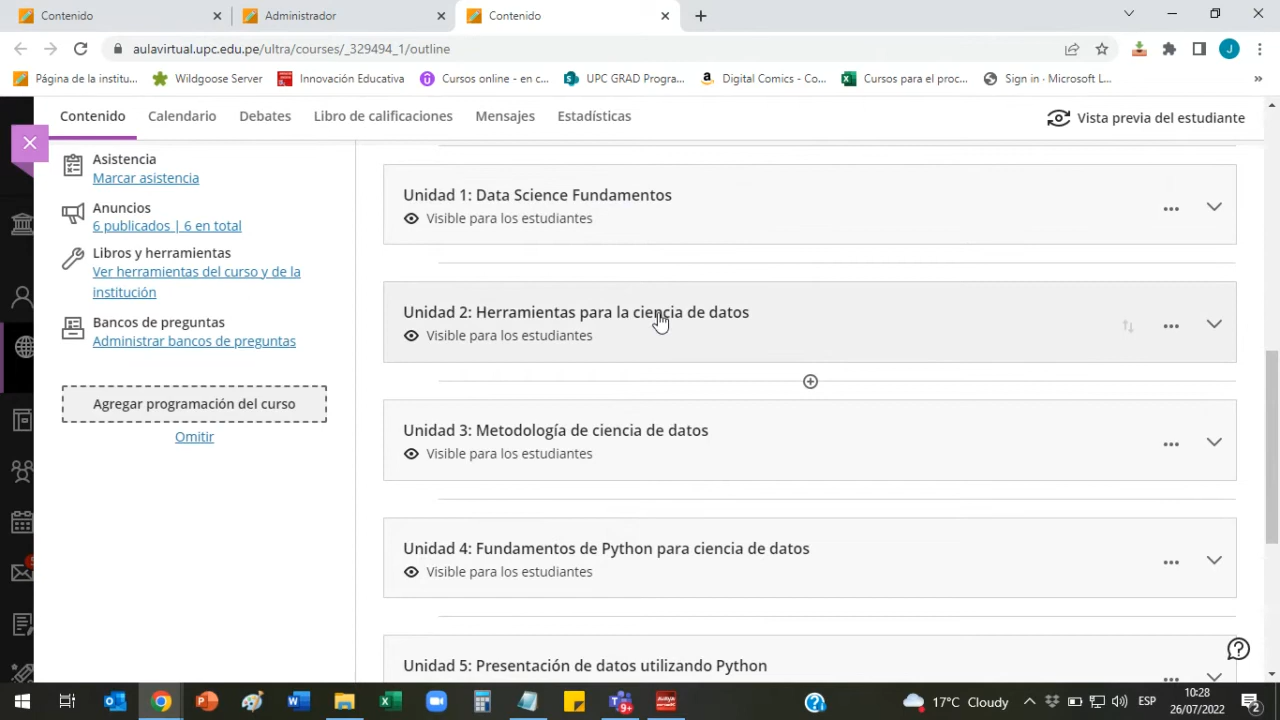 Contenido
Administrador
Contenido
aulavirtual.upc.edu.pe/ultra/courses/_329494_1/outline
J
Página de la institu...
Wildgoose Server
Innovación Educativa
Cursos online - en c...
UPC GRAD Progra...
Digital Comics - Co...
Cursos para el proc...
Sign in · Microsoft L...
»
Contenido
Calendario
Debates
Libro de calificaciones
Mensajes
Estadísticas
Vista previa del estudiante
Asistencia
Marcar asistencia
Anuncios
6 publicados | 6 en total
Libros y herramientas
Ver herramientas del curso y de la
institución
Bancos de preguntas
Administrar bancos de preguntas
Agregar programación del curso
Omitir
Unidad 1: Data Science Fundamentos
Visible para los estudiantes
Unidad 2: Herramientas para la ciencia de datos
Visible para los estudiantes
Unidad 3: Metodología de ciencia de datos
Visible para los estudiantes
Unidad 4: Fundamentos de Python para ciencia de datos
Visible para los estudiantes
Unidad 5: Presentación de datos utilizando Python
9+
17°C Cloudy
ESP
10:28
26/07/2022
2